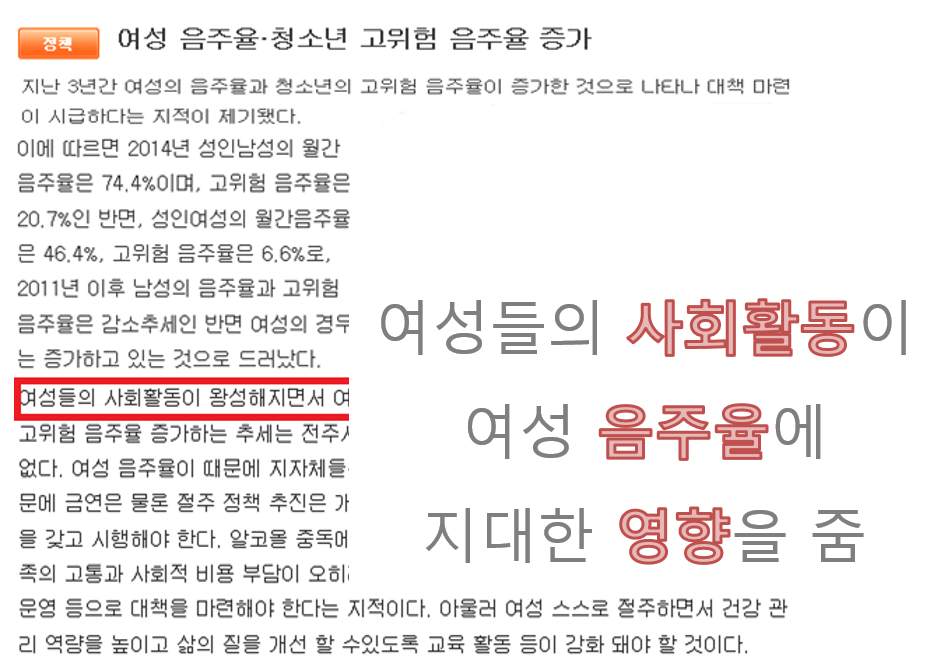 정책 여성 음주율·청소년 고위험 음주율 증가
지난 3년간 여성의 음주율과 청소년의 고위험 음주율이 증가한 것으로 나타나 대책 마련
이 시급하다는 지적이 제기됐다.
이에 따르면 2014년 성인남성의 월간
음주율은 74.4%이며, 고위험 음주율은
20.7%인 반면, 성인여성의 월간음주율
은 46.4%, 고위험 음주율은 6.6%로,
2011년 이후 남성의 음주율과 고위험
음주율은 감소추세인 반면 여성의 경우
는 증가하고 있는 것으로 드러났다.
여성들의 사회활동이 왕성해지면서 여
고위험 음주율 증가하는 추세는 전주
없다. 여성 음주율이 때문에 지자체들
문에 금연은 물론 절주 정책 추진은 개
을 갖고 시행해야 한다. 알코올 중독에
족의 고통과 사회적 비용 부담이 오히
운영 등으로 대책을 마련해야 한다는 지적이다. 아울러 여성 스스로 절주하면서 건강 관
리 역량을 높이고 삶의 질을 개선 할 수있도록 교육 활동 등이 강화 돼야 할 것이다.
여성들의 사회활동이
여성 음주율에
지대한 영향을 줌